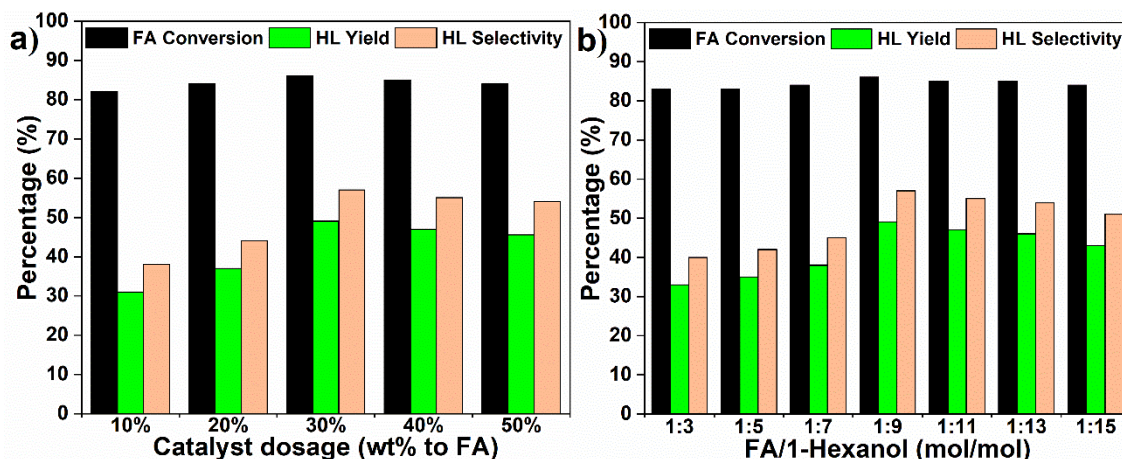 a)
FA Conversion HL Yield HL Selectivity
100
90
80
70
60
50
40
30
20
10
0
Percentage (%)
10% 20% 30% 40% 50%
Catalyst dosage (wt% to FA)
b)
FA Conversion HL Yield HL Selectivity
100
90
80
70
60
50
40
30
20
10
0
Percentage (%)
1:3 1:5 1:7 1:9 1:11 1:13 1:15
FA/1-Hexanol (mol/mol)